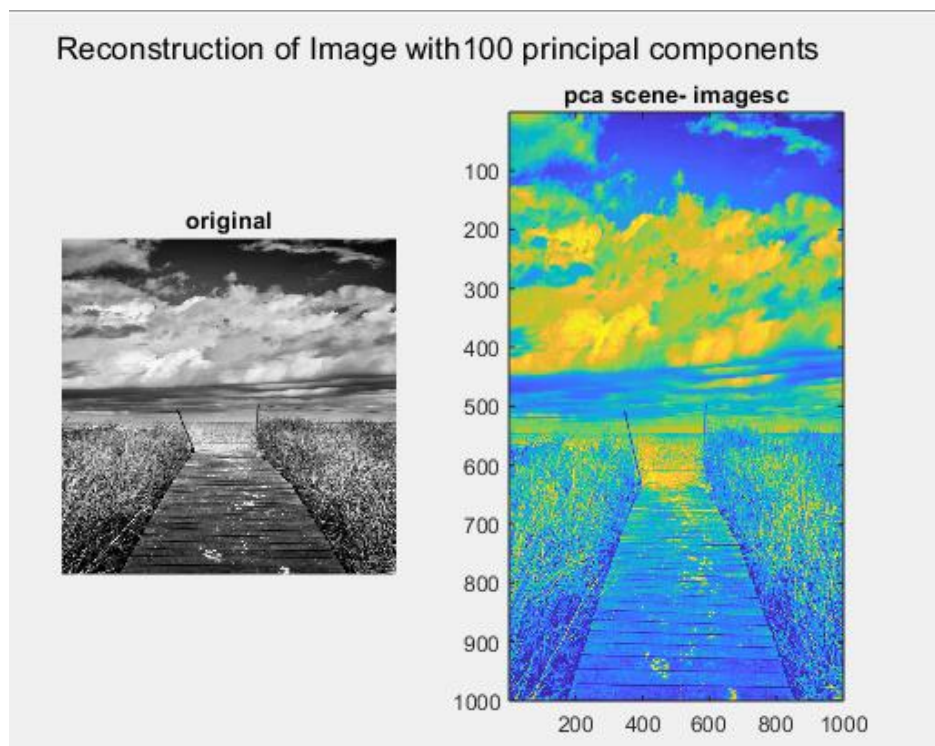 Reconstruction of Image with100 principal components
pca scene- imagesc
original
100
200
300
400
500
600
700
800
900
1000
200 400 600 800 1000